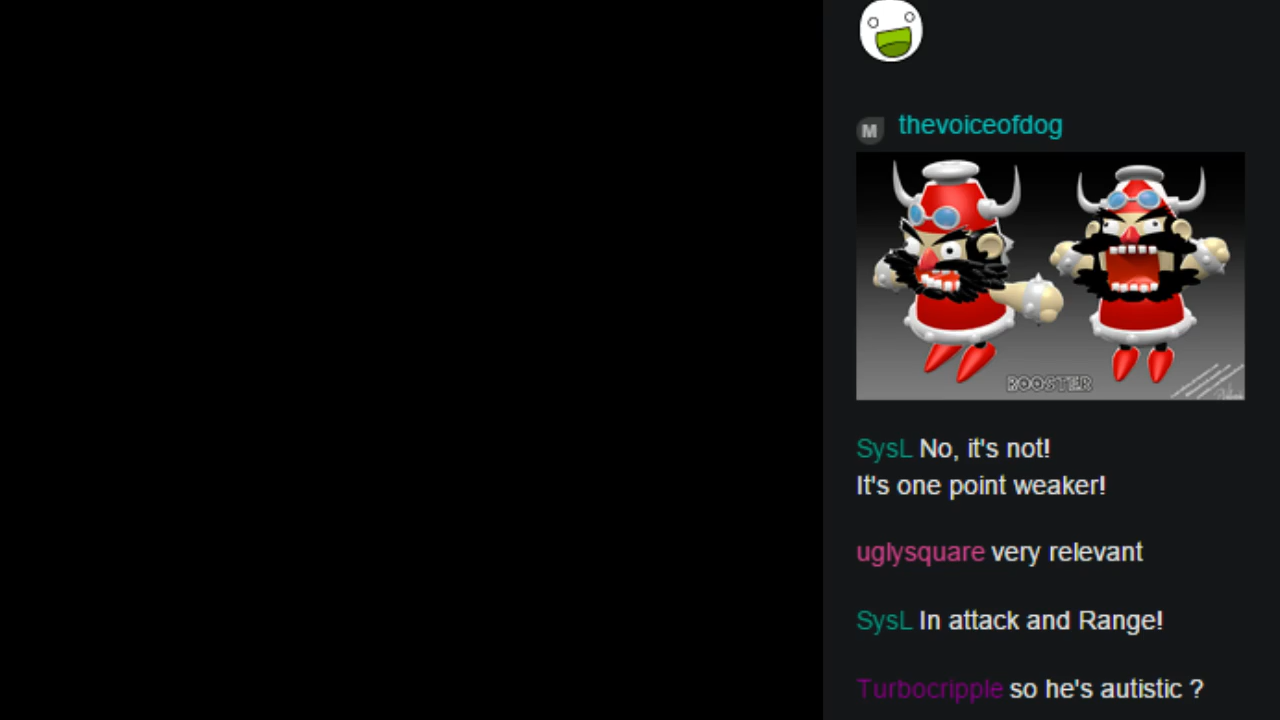 M thevoiceofdog
ROOSTER
SysL No, it's not!
It's one point weaker!
uglysquare very relevant
SysL In attack and Range!
Turbocripple so he's autistic ?